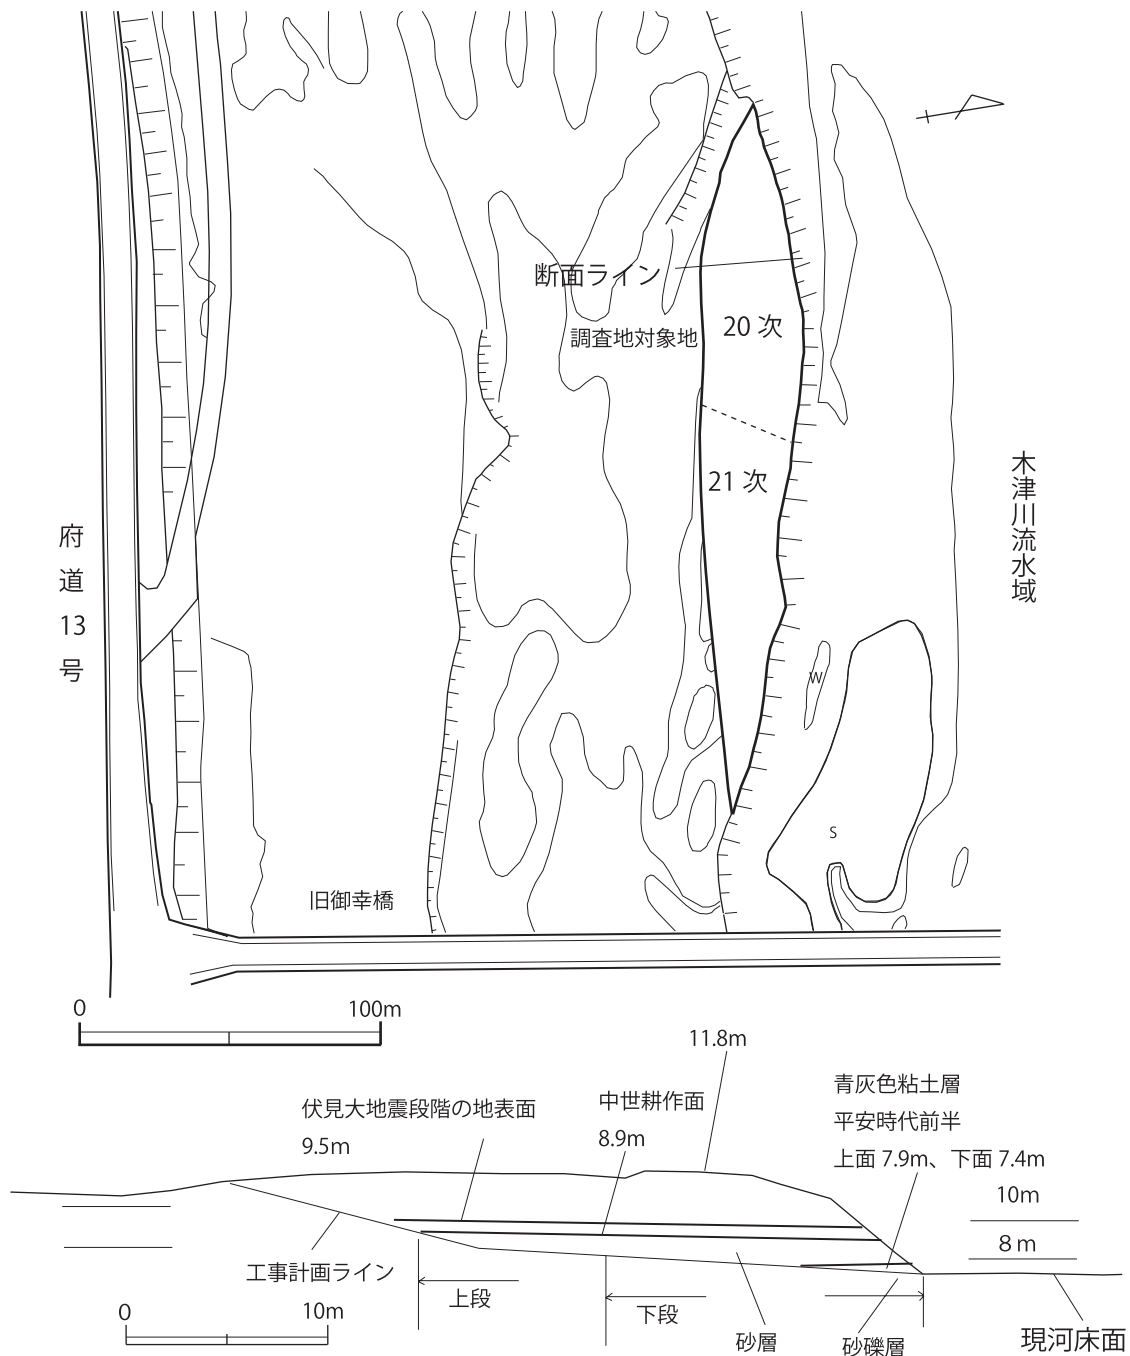 断面ライン
調査地対象地
20 次
21 次
木津川流水域
府道13号
W
S
旧御幸橋
0
100m
11.8m
伏見大地震段階の地表面
9.5m
中世耕作面
8.9m
青灰色粘土層
平安時代前半
上面 7.9m、下面 7.4m
10m
8m
工事計画ライン
上段
下段
砂層
砂礫層
現河床面
0
10m